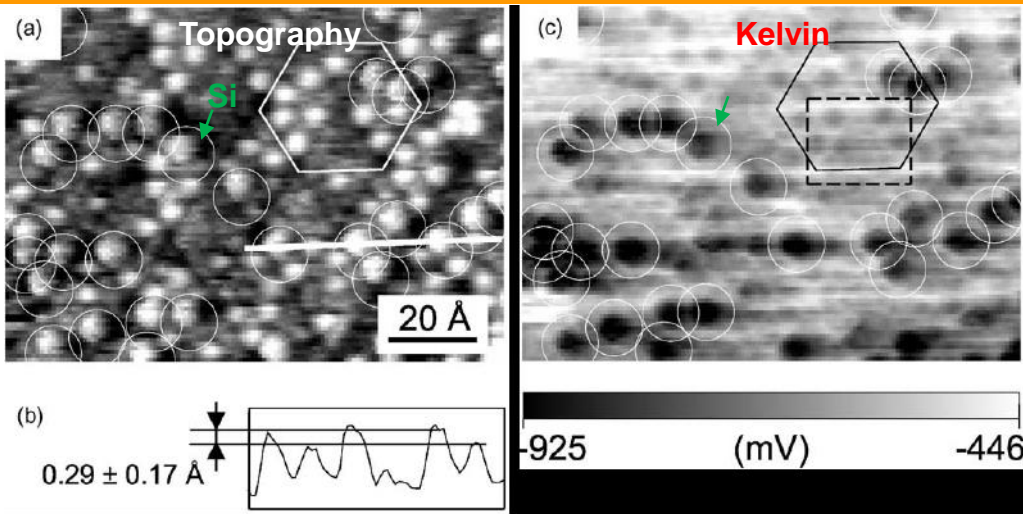 (a)
Topography
Si
20 Å
(b)
0.29 ± 0.17 Å
(c)
Kelvin
-925
(mV)
-446